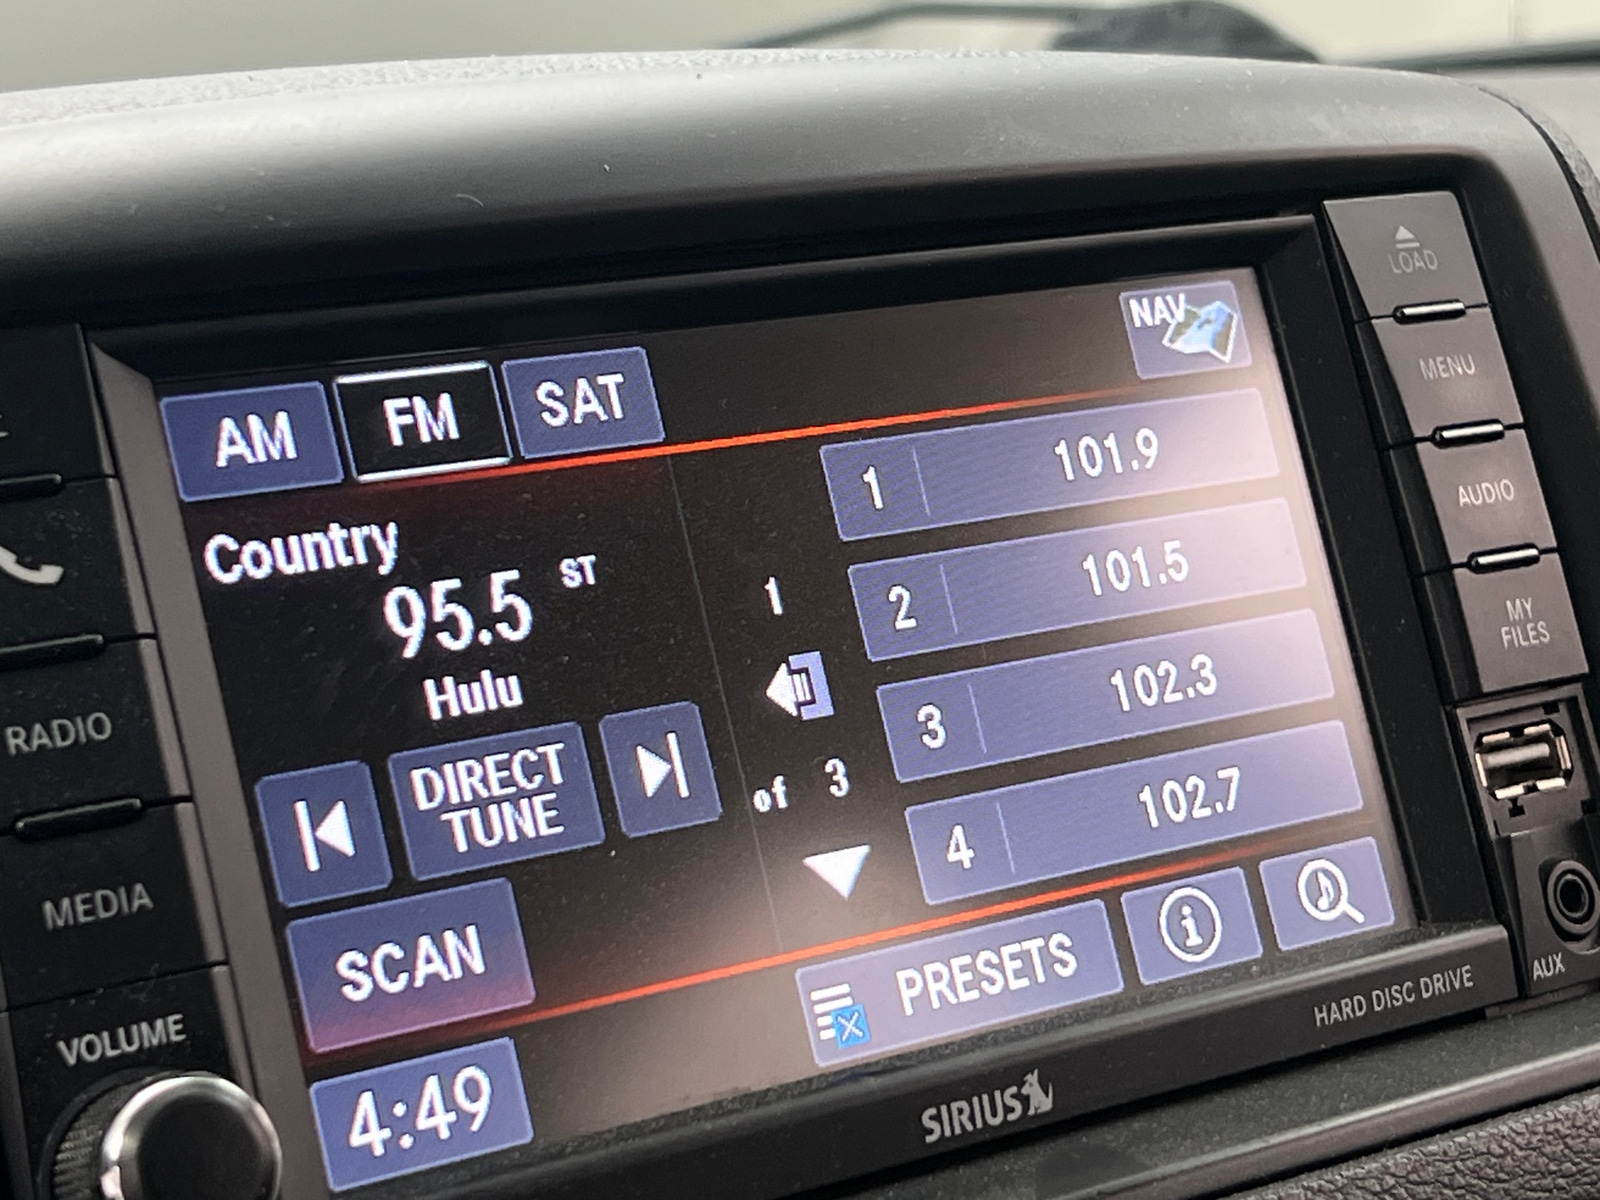 NAV
LOAD
AM
FM
SAT
MENU
1 101.9
Country
95.5 ST
Hulu
1
2 101.5
AUDIO
3 102.3
MY
FILES
DIRECT
TUNE
of 3
4 102.7
RADIO
MEDIA
SCAN
PRESETS
AUX
HARD DISC DRIVE
VOLUME
4:49
SIRIUS